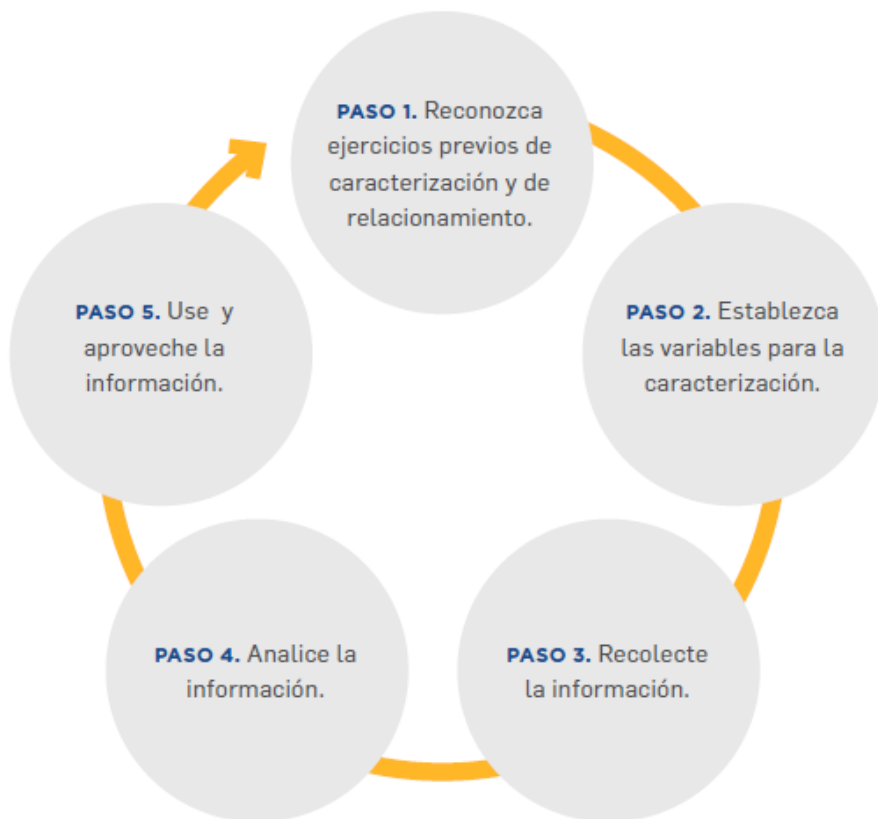 PASO 1. Reconozca
ejercicios previos de
caracterización y de
relacionamiento.
PASO 2. Establezca
las variables para la
caracterización.
PASO 3. Recolecte
la información.
PASO 4. Analice la
información.
PASO 5. Use y
aproveche la
información.